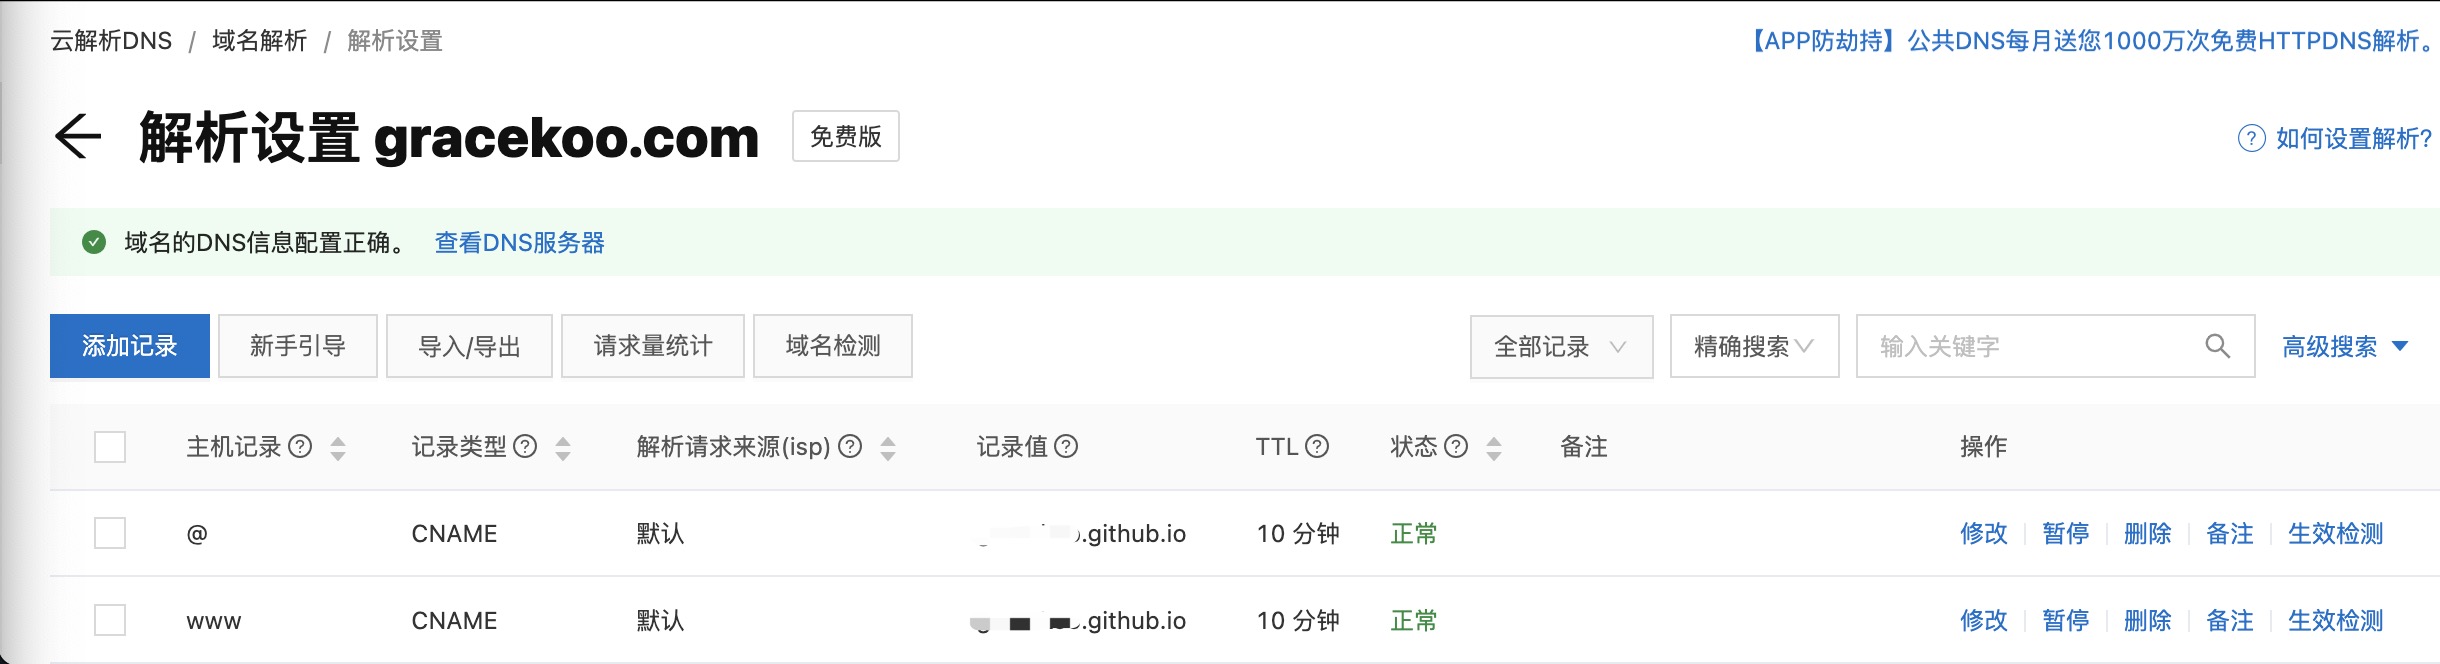 云解析DNS / 域名解析 / 解析设置
【APP防劫持】公共DNS每月送您1000万次免费HTTPDNS解析。
解析设置 gracekoo.com 免费版
如何设置解析?
域名的DNS信息配置正确。 查看DNS服务器
添加记录 新手引导 导入/导出 请求量统计 域名检测 全部记录 精确搜索 输入关键字 高级搜索
主机记录 记录类型 解析请求来源(isp) 记录值 TTL 状态 备注 操作
@ CNAME 默认 .github.io 10 分钟 正常 修改 暂停 删除 备注 生效检测
www CNAME 默认 .github.io 10 分钟 正常 修改 暂停 删除 备注 生效检测